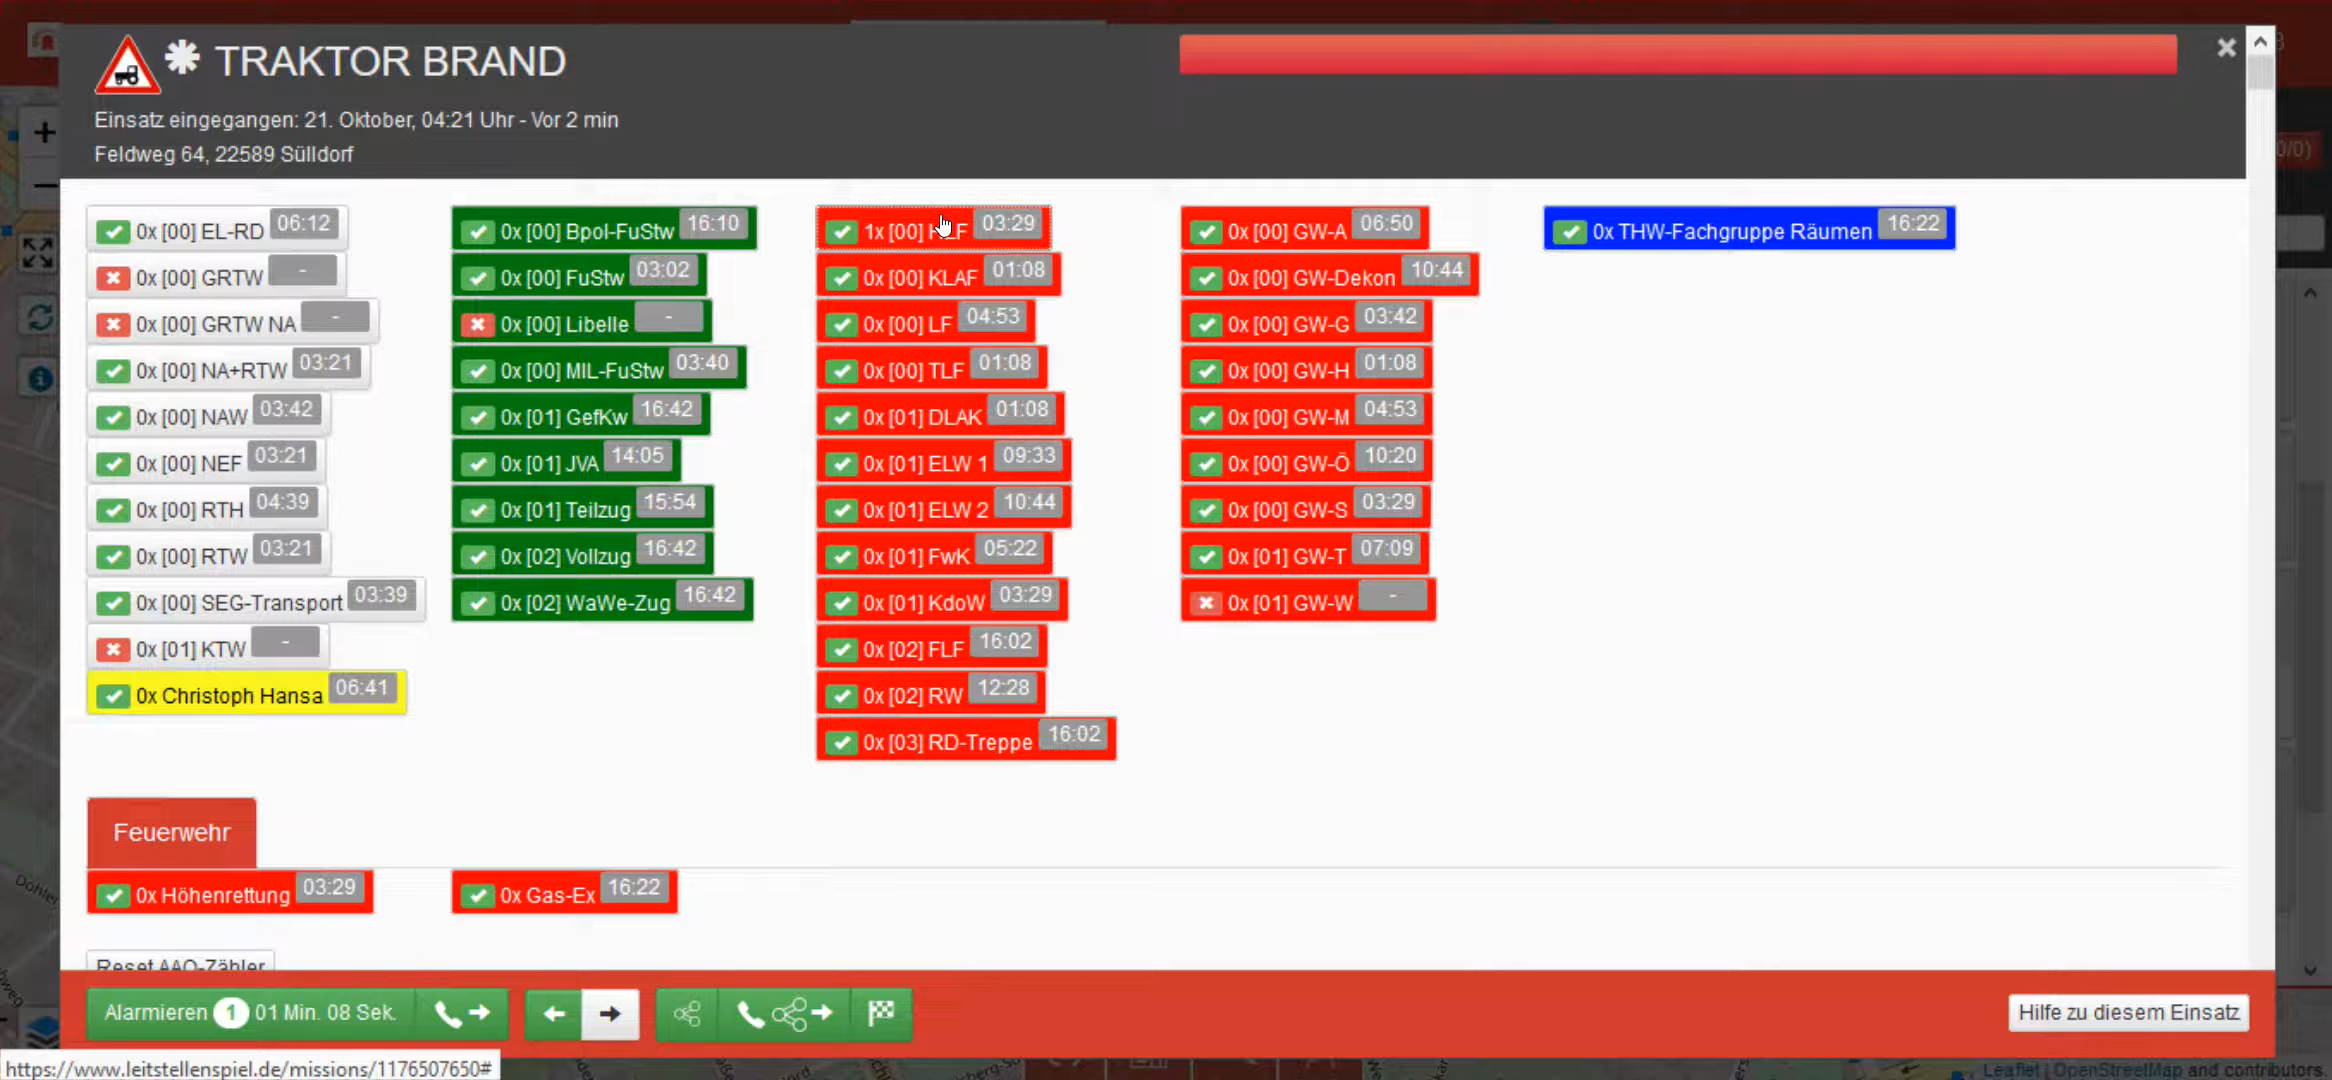 TRAKTOR BRAND
Einsatz eingegangen: 21. Oktober, 04:21 Uhr - Vor 2 min
Feldweg 64, 22589 Sülldorf
0x [00] EL-RD 06:12
0x [00] GRTW -
0x [00] GRTW NA -
0x [00] NA+RTW 03:21
0x [00] NAW 03:42
0x [00] NEF 03:21
0x [00] RTH 04:39
0x [00] RTW 03:21
0x [00] SEG-Transport 03:39
0x [01] KTW -
0x Christoph Hansa 06:41
0x [00] Bpol-FuStw 16:10
0x [00] FuStw 03:02
0x [00] Libelle -
0x [00] MIL-FuStw 03:40
0x [01] GefKw 16:42
0x [01] JVA 14:05
0x [01] Teilzug 15:54
0x [02] Vollzug 16:42
0x [02] WaWe-Zug 16:42
1x [00] 03:29
0x [00] KLAF 01:08
0x [00] LF 04:53
0x [00] TLF 01:08
0x [01] DLAK 01:08
0x [01] ELW 1 09:33
0x [01] ELW 2 10:44
0x [01] FwK 05:22
0x [01] KdoW 03:29
0x [02] FLF 16:02
0x [02] RW 12:28
0x [03] RD-Treppe 16:02
0x [00] GW-A 06:50
0x [00] GW-Dekon 10:44
0x [00] GW-G 03:42
0x [00] GW-H 01:08
0x [00] GW-M 04:53
0x [00] GW-Ö 10:20
0x [00] GW-S 03:29
0x [01] GW-T 07:09
0x [01] GW-W -
0x THW-Fachgruppe Räumen 16:22
Feuerwehr
0x Höhenrettung 03:29
0x Gas-Ex 16:22
Reset AAO-Zähler
Alarmieren 1 01 Min. 08 Sek.
Hilfe zu diesem Einsatz
https://www.leitstellenspiel.de/missions/1176507650#
Leaflet | OpenStreetMap and contributors